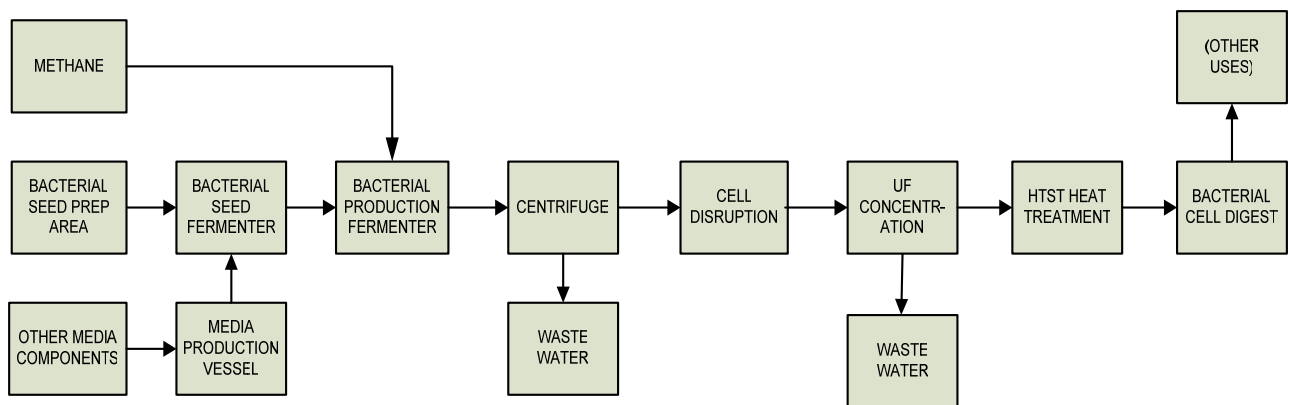 METHANE
(OTHER
USES)
BACTERIAL
SEED PREP
AREA
BACTERIAL
SEED
FERMENTER
BACTERIAL
PRODUCTION
FERMENTER
CENTRIFUGE
CELL
DISRUPTION
UF
CONCENTR-
ATION
HTST HEAT
TREATMENT
BACTERIAL
CELL DIGEST
OTHER MEDIA
COMPONENTS
MEDIA
PRODUCTION
VESSEL
WASTE
WATER
WASTE
WATER